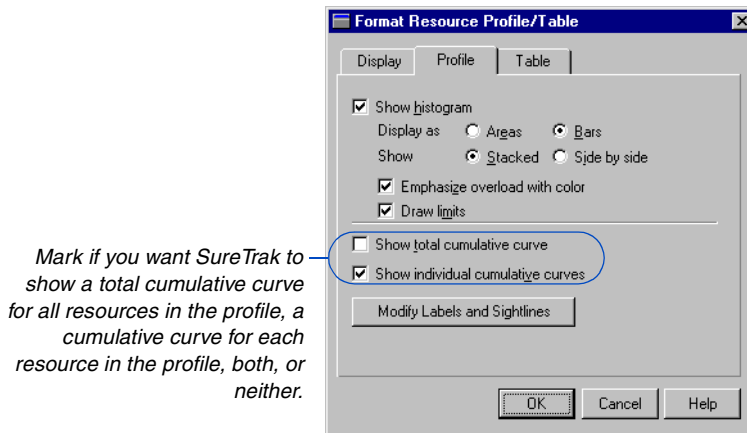 Format Resource Profile/Table
Display Profile Table
Show histogram
Display as Areas Bars
Show Stacked Side by side
Emphasize overload with color
Draw limits
Show total cumulative curve
Show individual cumulative curves
Modify Labels and Sightlines
OK Cancel Help
Mark if you want SureTrak to
show a total cumulative curve
for all resources in the profile, a
cumulative curve for each
resource in the profile, both, or
neither.